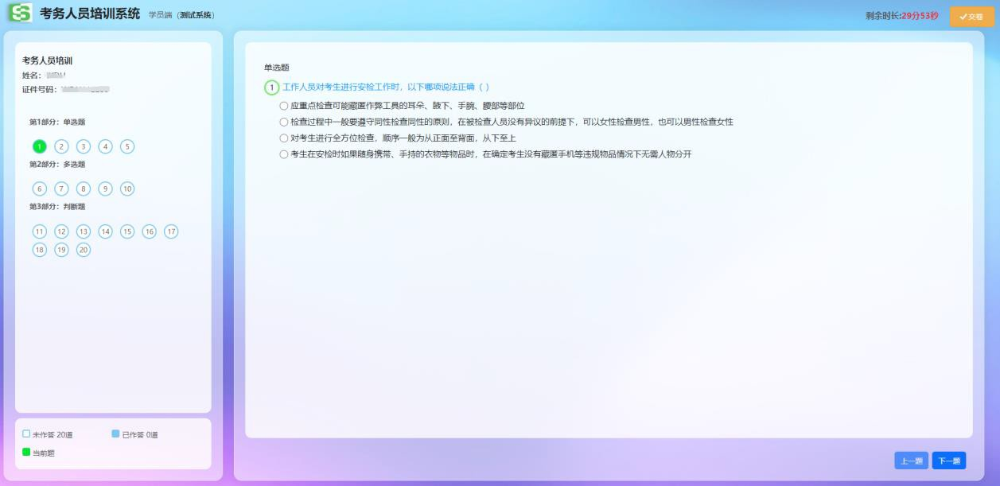 考务人员培训系统 学员端（测试系统）
剩余时长:29分53秒
交卷
考务人员培训
姓名：
证件号码：
第1部分：单选题
1 2 3 4 5
第2部分：多选题
6 7 8 9 10
第3部分：判断题
11 12 13 14 15 16 17
18 19 20
未作答 20道 已作答 0道
当前题
单选题
1 工作人员对考生进行安检工作时，以下哪项说法正确（ ）
应重点检查可能藏匿作弊工具的耳朵、腋下、手腕、腰部等部位
检查过程中一般要遵守同性检查同性的原则，在被检查人员没有异议的前提下，可以女性检查男性，也可以男性检查女性
对考生进行全方位检查，顺序一般为从正面至背面，从下至上
考生在安检时如果随身携带、手持的衣物等物品时，在确定考生没有藏匿手机等违规物品情况下无需人物分开
上一题 下一题